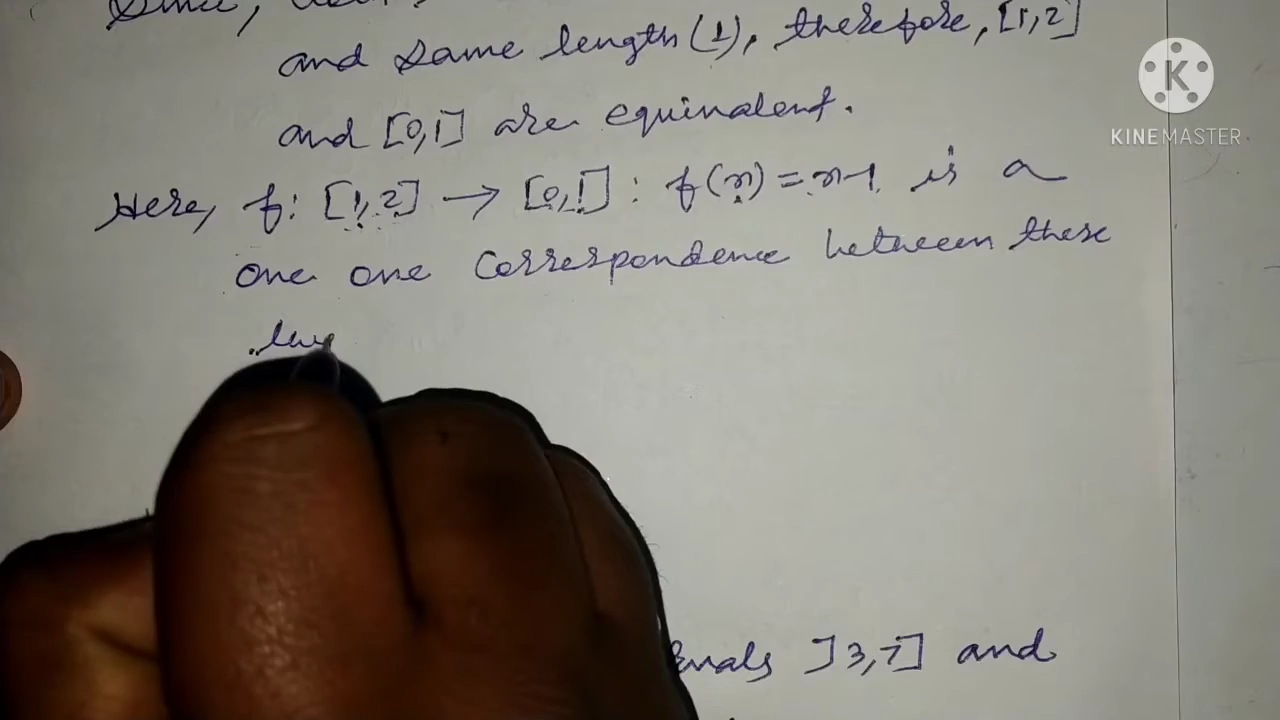 Since,
and same length (1), therefore, [1,2]
and [0,1] are equivalent.
Here, f: [1,2] → [0,1] : f(x) = x-1 is a
one one correspondence between these
]3,7] and
K
KINEMASTER